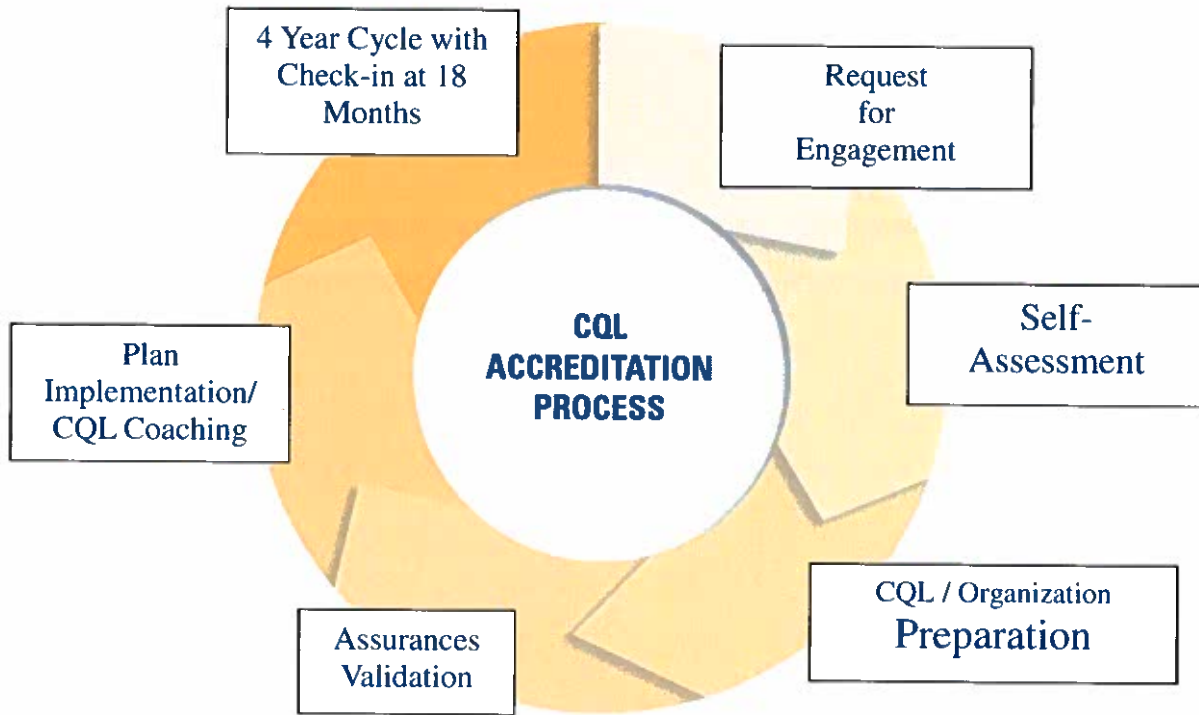 4 Year Cycle with
Check-in at 18
Months
Request
for
Engagement
Self-
Assessment
CQL / Organization
Preparation
Assurances
Validation
Plan
Implementation/
CQL Coaching
CQL
ACCREDITATION
PROCESS